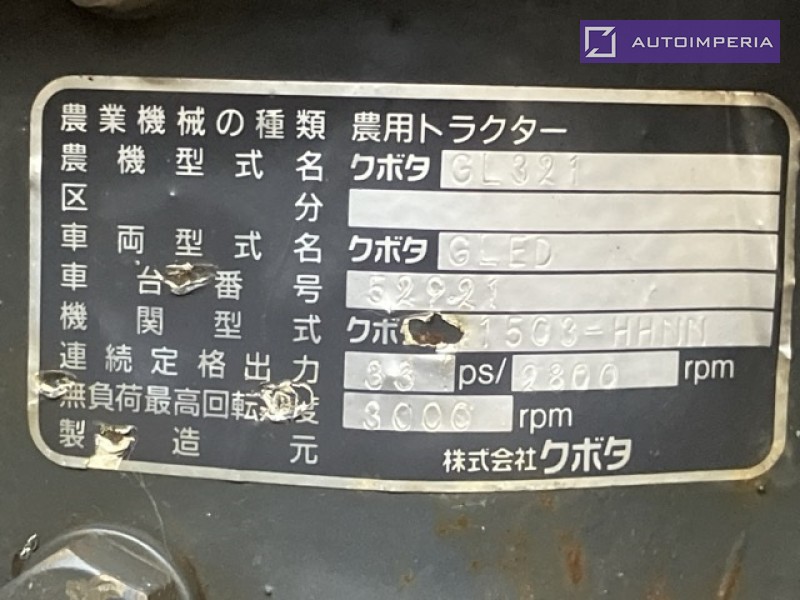 AUTOIMPERIA
農業機械の種類 農用トラクター
農機型式名 クボタ GL321
区分
車両型式名 クボタ GLED
車台番号 52921
機関型式 1503-HHNN
連続定格出力 33 ps/2800 rpm
無負荷最高回転速度 3000 rpm
製造元 株式会社クボタ